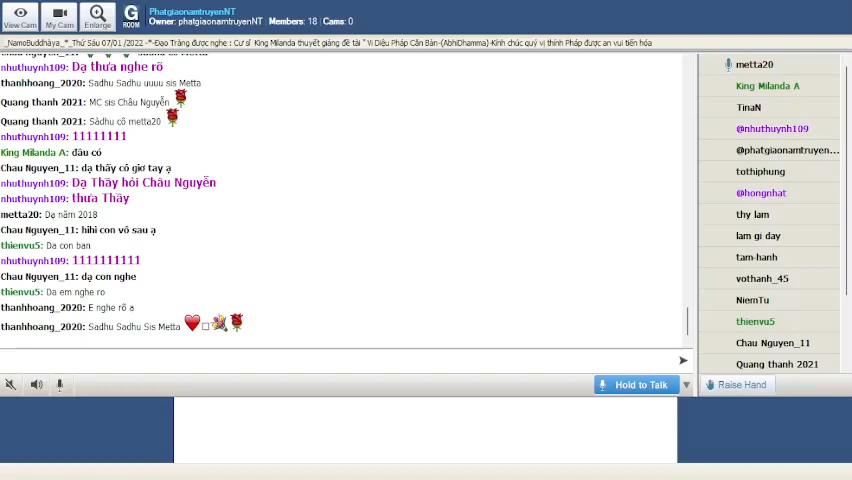 PhatgiaonamtruyenNT
Owner: phatgiaonamtruyenNT Members: 18 | Cams: 0
View Cam
My Cam
Enlarge
G
ROOM
_NamoBuddhàya_*_Thứ Sáu 07/01 /2022 -*-Đạo Tràng được nghe : Cư sĩ King Milanda thuyết giảng đề tài " Vi Diệu Pháp Căn Bản-(AbhiDhamma)-Kính chúc quý vị thính Pháp được an vui tiến hóa
nhuthuynh109: Dạ thưa nghe rõ
thanhhoang_2020: Sadhu Sadhu uuuu sis Metta
Quang thanh 2021: MC sis Châu Nguyễn
Quang thanh 2021: Sàdhu cô metta20
nhuthuynh109: 11111111
King Milanda A: đâu có
Chau Nguyen_11: dạ thấy cô giơ tay ạ
nhuthuynh109: Dạ Thầy hỏi Châu Nguyễn
nhuthuynh109: thưa Thầy
metta20: Dạ năm 2018
Chau Nguyen_11: hihi con vô sau ạ
thienvu5: Da con ban
nhuthuynh109: 1111111111
Chau Nguyen_11: dạ con nghe
thienvu5: Da em nghe ro
thanhhoang_2020: E nghe rõ a
thanhhoang_2020: Sadhu Sadhu Sis Metta
metta20
King Milanda A
TinaN
@nhuthuynh109
@phatgiaonamtruyen...
tothiphung
@hongnhat
thy lam
lam gi day
tam-hanh
vothanh_45
NiemTu
thienvu5
Chau Nguyen_11
Quang thanh 2021
Hold to Talk
Raise Hand